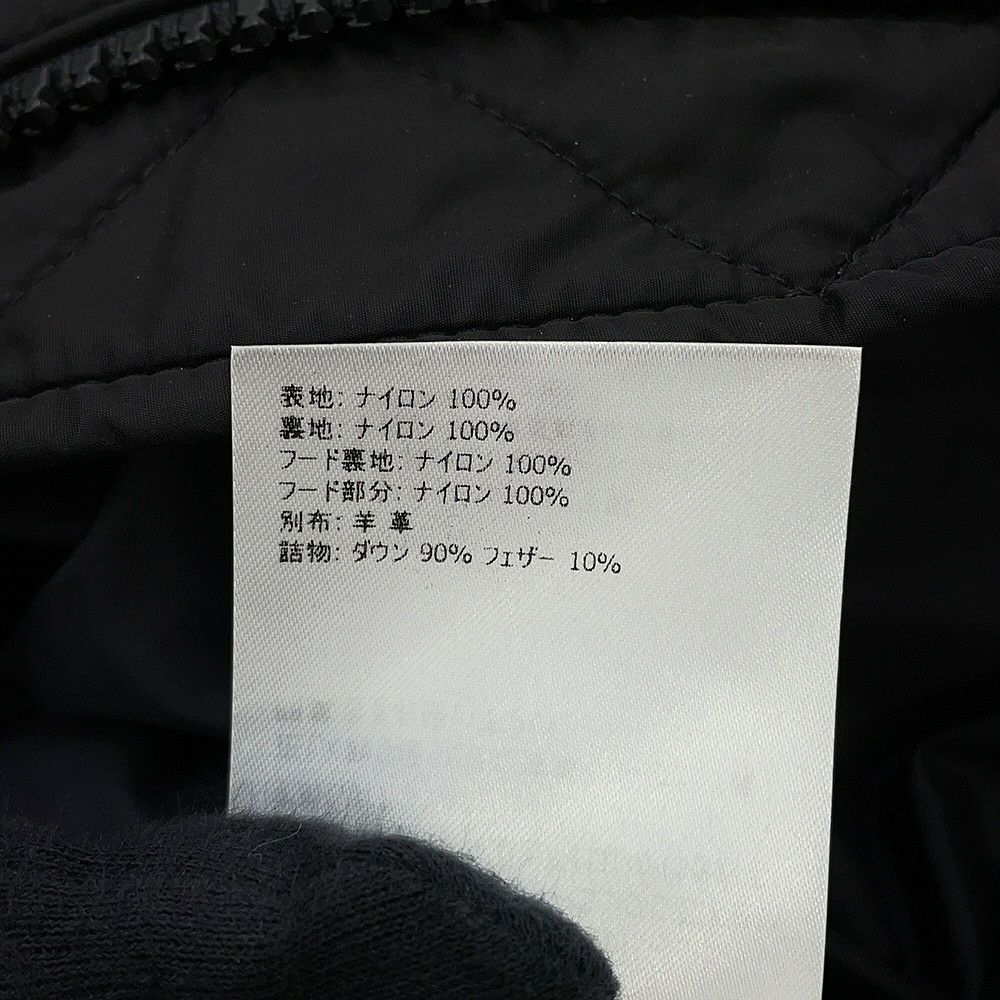 表地: ナイロン 100%
裏地: ナイロン 100%
フード裏地: ナイロン 100%
フード部分: ナイロン 100%
別布: 羊 革
詰物: ダウン 90% フェザー 10%